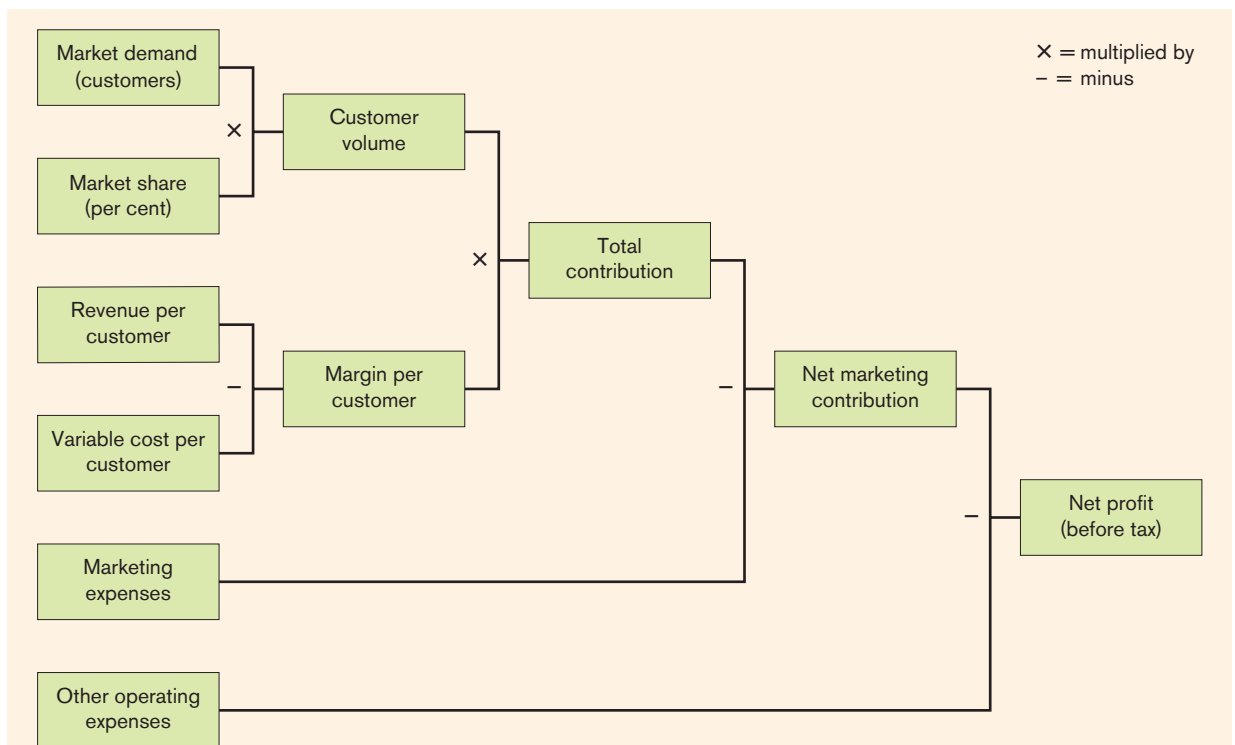 Market demand
(customers)
× = multiplied by
− = minus
Customer
volume
×
Market share
(per cent)
Total
contribution
×
Revenue per
customer
Margin per
customer
−
Net marketing
contribution
−
Variable cost per
customer
Net profit
(before tax)
−
Marketing
expenses
Other operating
expenses